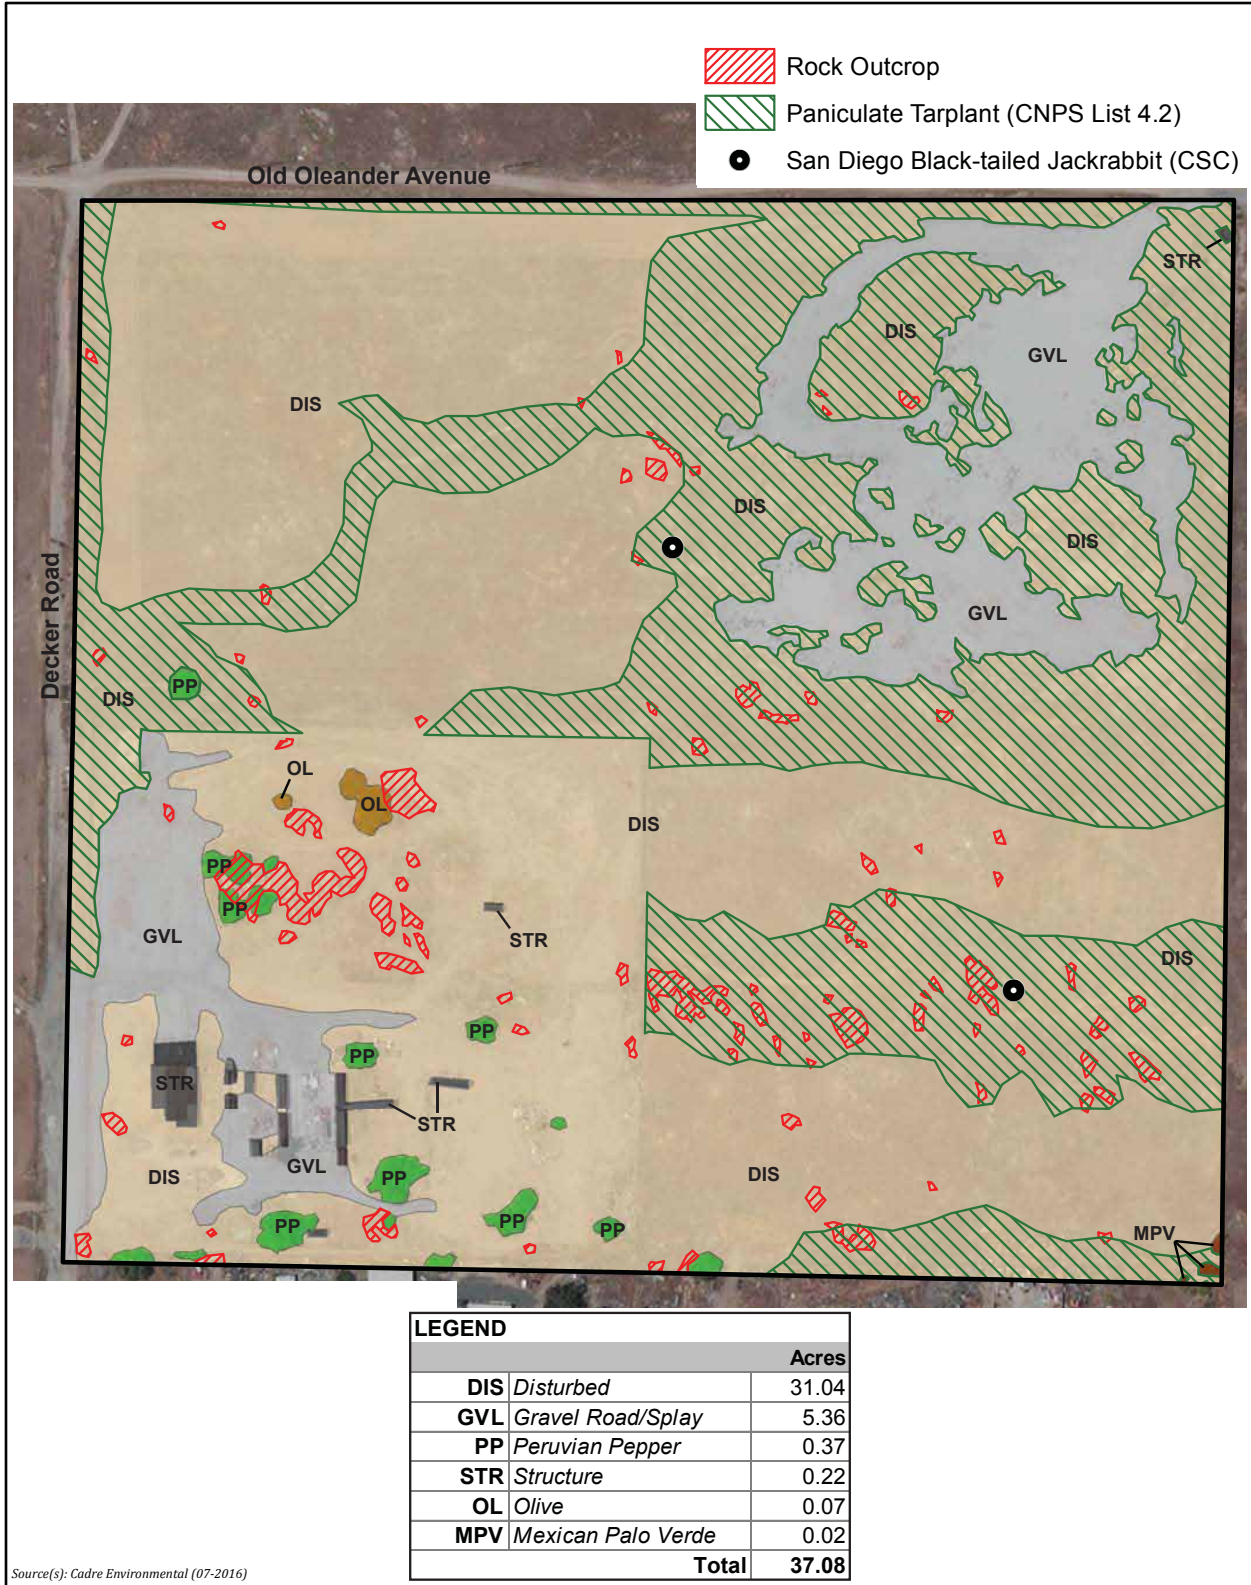 Rock Outcrop
Paniculate Tarplant (CNPS List 4.2)
San Diego Black-tailed Jackrabbit (CSC)
Old Oleander Avenue
STR
DIS
GVL
DIS
DIS
DIS
GVL
Decker Road
PP
DIS
OL
OL
DIS
PP
PP
GVL
STR
DIS
PP
PP
STR
STR
GVL
DIS
PP
DIS
PP
PP
PP
MPV
LEGEND
Acres
DIS Disturbed 31.04
GVL Gravel Road/Splay 5.36
PP Peruvian Pepper 0.37
STR Structure 0.22
OL Olive 0.07
MPV Mexican Palo Verde 0.02
Total 37.08
Source(s): Cadre Environmental (07-2016)